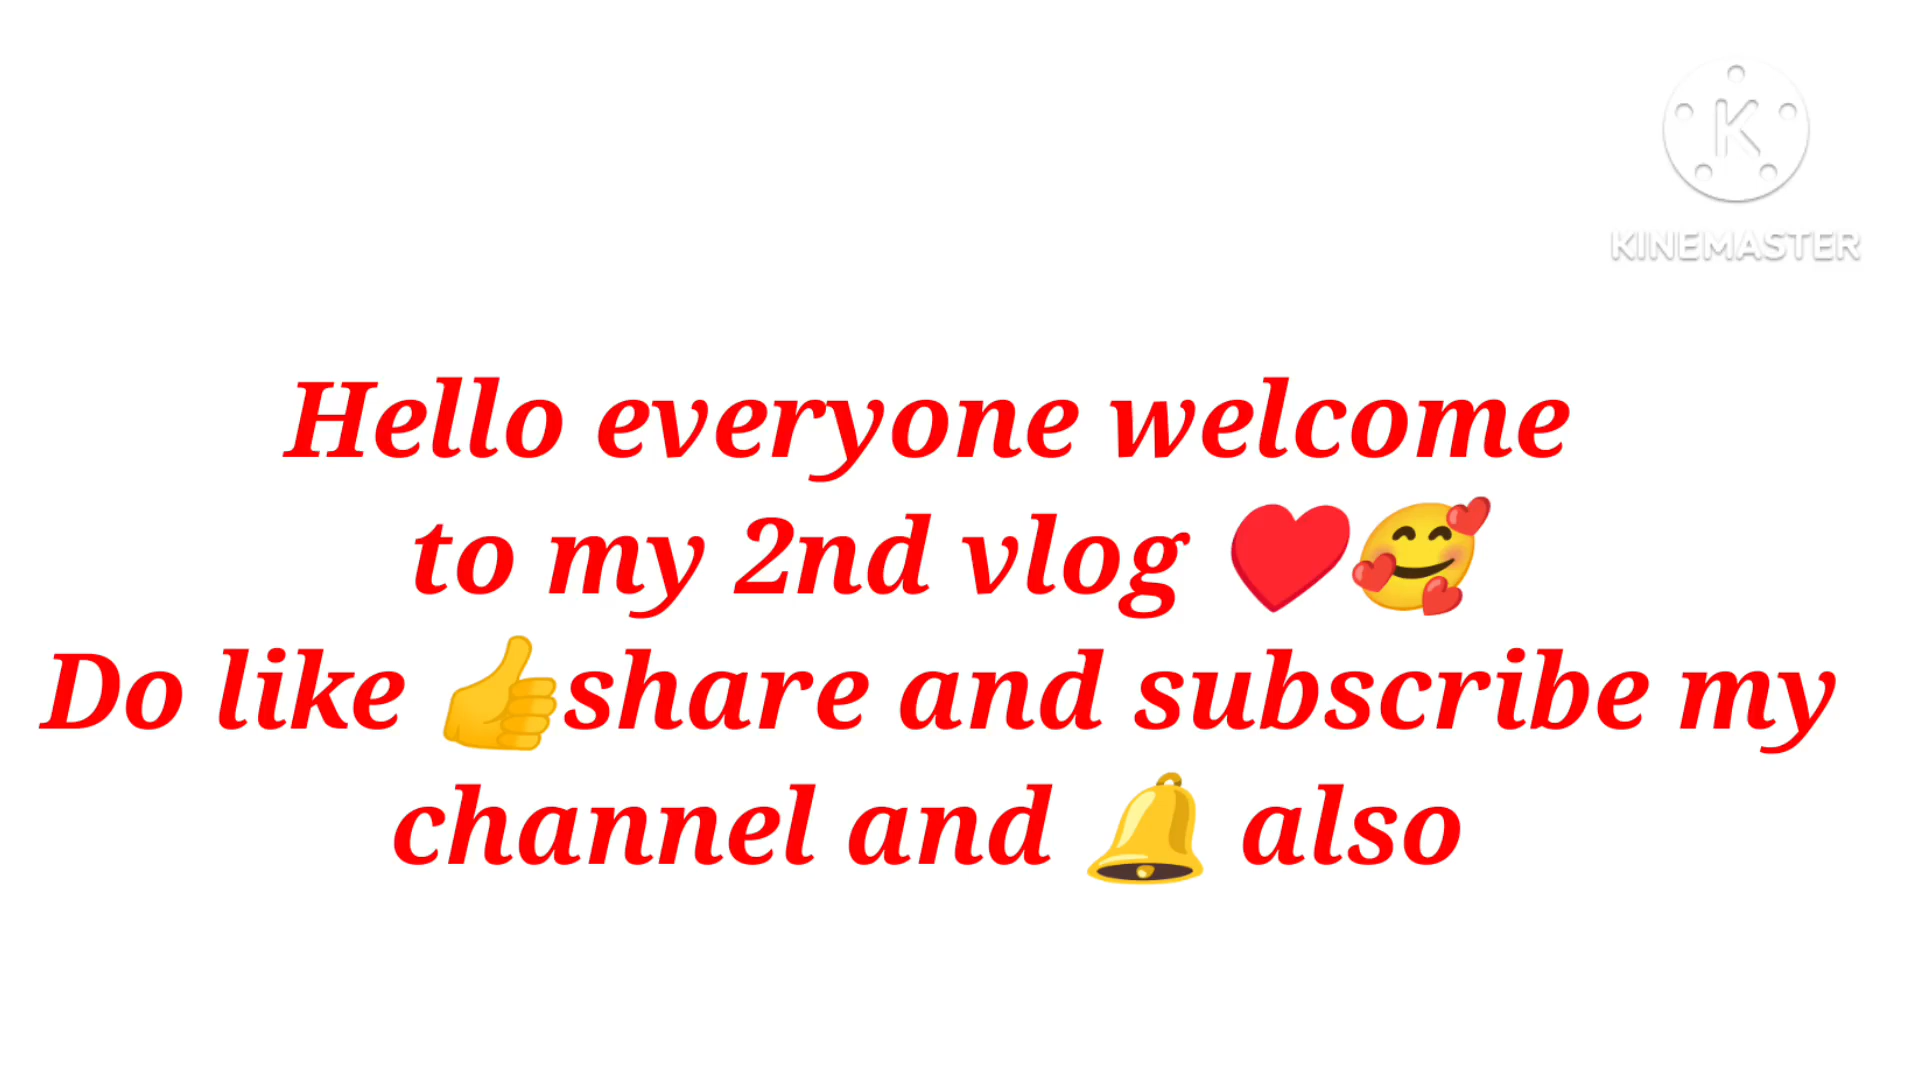 K
KINEMASTER
Hello everyone welcome
to my 2nd vlog ♥️🥰
Do like 👍share and subscribe my
channel and 🔔 also